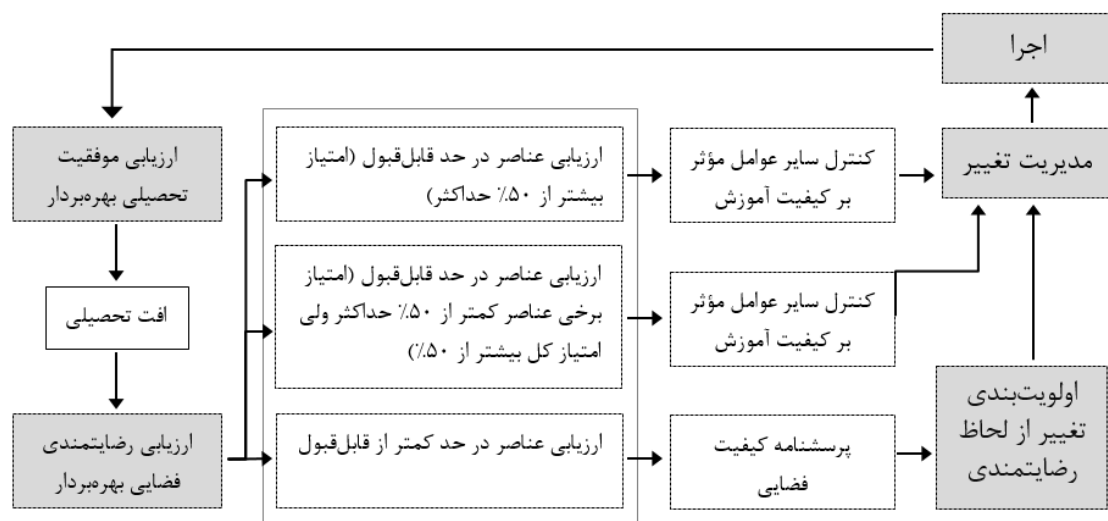 اجرا
ارزیابی موفقیت
تحصیلی بهره‌بردار
ارزیابی عناصر در حد قابل‌قبول (امتیاز
بیشتر از ۵۰٪ حداکثر)
کنترل سایر عوامل مؤثر
بر کیفیت آموزش
مدیریت تغییر
افت تحصیلی
ارزیابی عناصر در حد قابل‌قبول (امتیاز
برخی عناصر کمتر از ۵۰٪ حداکثر ولی
امتیاز کل بیشتر از ۵۰٪)
کنترل سایر عوامل مؤثر
بر کیفیت آموزش
ارزیابی رضایتمندی
فضایی بهره‌بردار
ارزیابی عناصر در حد کمتر از قابل‌قبول
پرسشنامه کیفیت
فضایی
اولویت‌بندی
تغییر از لحاظ
رضایتمندی